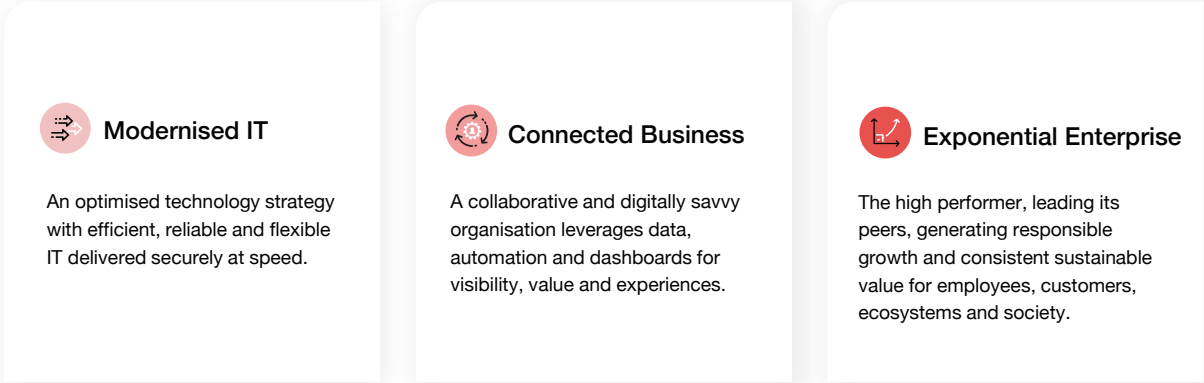 Modernised IT
An optimised technology strategy
with efficient, reliable and flexible
IT delivered securely at speed.
Connected Business
A collaborative and digitally savvy
organisation leverages data,
automation and dashboards for
visibility, value and experiences.
Exponential Enterprise
The high performer, leading its
peers, generating responsible
growth and consistent sustainable
value for employees, customers,
ecosystems and society.